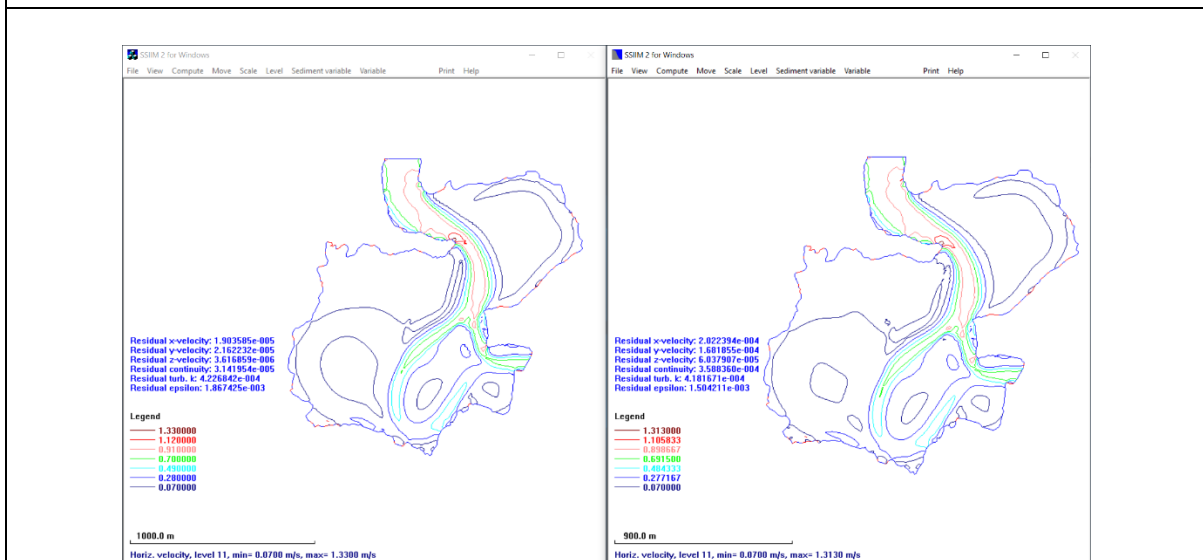 SSIIM 2 for Windows
File View Compute Move Scale Level Sediment variable Variable Print Help
Residual x-velocity: 1.903505e-005
Residual y-velocity: 2.162232e-005
Residual z-velocity: 3.616859e-006
Residual continuity: 3.141954e-005
Residual turb. k: 4.226842e-004
Residual epsilon: 1.867425e-003
Legend
1.330000
1.120000
0.910000
0.700000
0.490000
0.280000
0.070000
1000.0 m
Horiz. velocity, level 11, min= 0.0700 m/s, max= 1.3300 m/s
SSIIM 2 for Windows
File View Compute Move Scale Level Sediment variable Variable Print Help
Residual x-velocity: 2.022394e-004
Residual y-velocity: 1.681855e-004
Residual z-velocity: 6.037907e-005
Residual continuity: 3.588360e-004
Residual turb. k: 4.181671e-004
Residual epsilon: 1.504211e-003
Legend
1.313000
1.105833
0.898667
0.691500
0.484333
0.277167
0.070000
900.0 m
Horiz. velocity, level 11, min= 0.0700 m/s, max= 1.3130 m/s